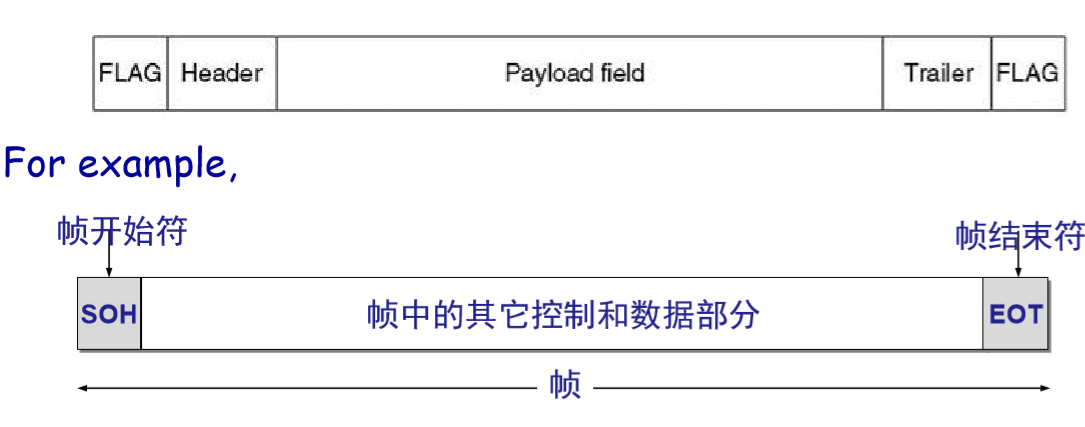 FLAG Header Payload field Trailer FLAG
For example,
帧开始符 帧结束符
SOH 帧中的其它控制和数据部分 EOT
帧